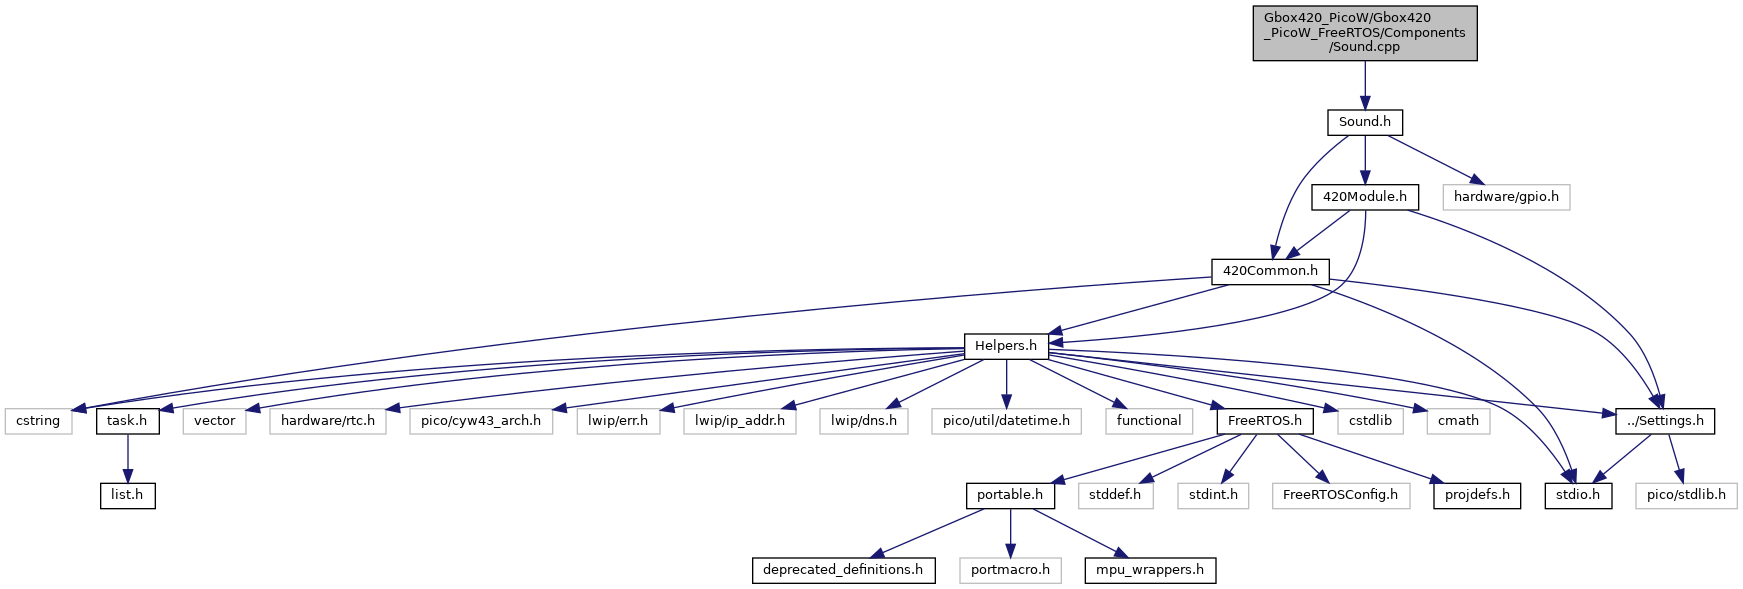 Gbox420_PicoW/Gbox420
_PicoW_FreeRTOS/Components
/Sound.cpp
Sound.h
420Module.h
hardware/gpio.h
420Common.h
Helpers.h
cstring
task.h
vector
hardware/rtc.h
pico/cyw43_arch.h
lwip/err.h
lwip/ip_addr.h
lwip/dns.h
pico/util/datetime.h
functional
FreeRTOS.h
cstdlib
cmath
../Settings.h
list.h
portable.h
stddef.h
stdint.h
FreeRTOSConfig.h
projdefs.h
stdio.h
pico/stdlib.h
deprecated_definitions.h
portmacro.h
mpu_wrappers.h